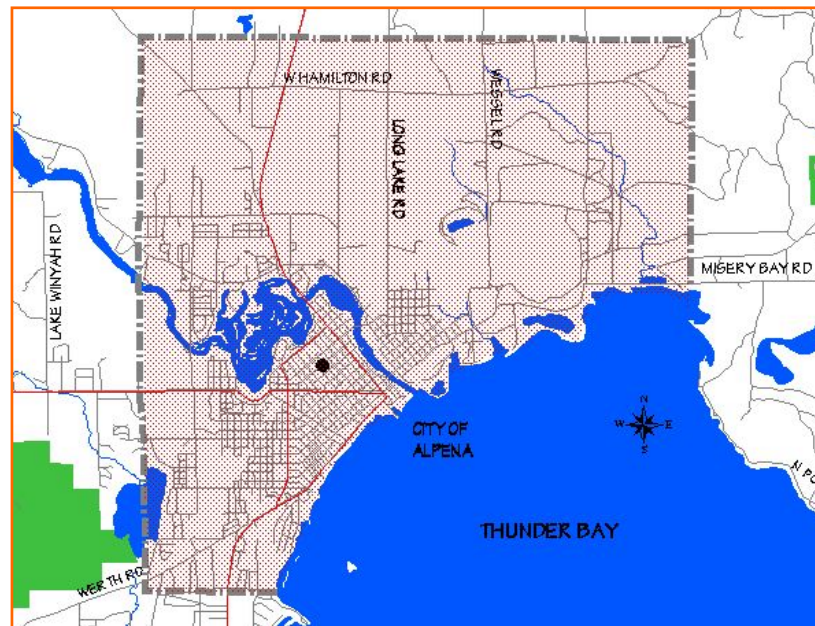 W HAMILTON RD
WESSEL RD
LONG LAKE RD
LAKE WINYAH RD
MISERY BAY RD
N
W E
S
CITY OF
ALPENA
N PO
THUNDER BAY
WERTH RD